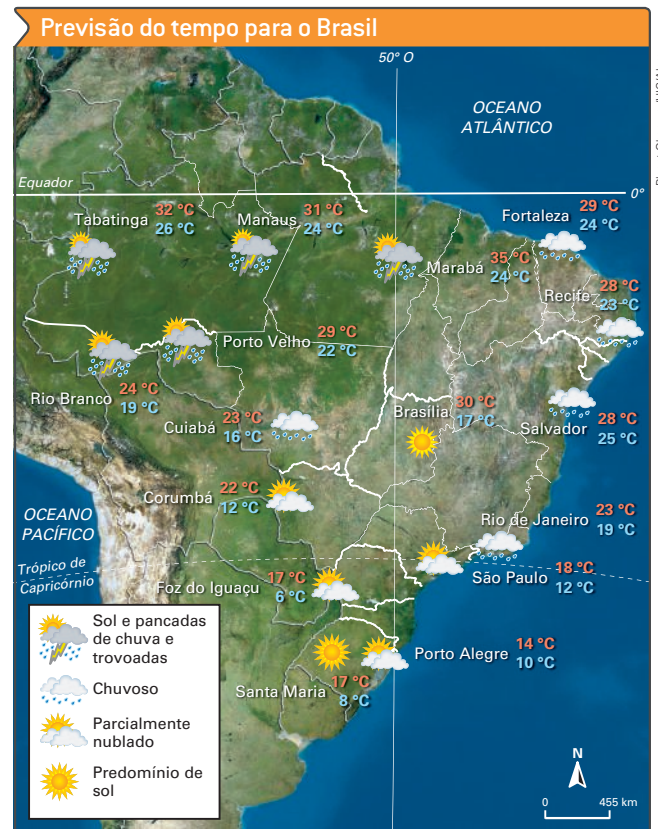 Previsão do tempo para o Brasil
50° O
OCEANO
ATLÂNTICO
Equador
0°
Tabatinga
32 °C
26 °C
Manaus
31 °C
24 °C
Fortaleza
29 °C
24 °C
Marabá
35 °C
24 °C
Recife
28 °C
23 °C
Porto Velho
29 °C
22 °C
Rio Branco
24 °C
19 °C
Cuiabá
23 °C
16 °C
Brasília
30 °C
17 °C
Salvador
28 °C
25 °C
Corumbá
22 °C
12 °C
OCEANO
PACÍFICO
Rio de Janeiro
23 °C
19 °C
Trópico de
Capricórnio
São Paulo
18 °C
12 °C
Foz do Iguaçu
17 °C
6 °C
Porto Alegre
14 °C
10 °C
Santa Maria
17 °C
8 °C
Sol e pancadas
de chuva e
trovoadas
Chuvoso
Parcialmente
nublado
Predomínio de
sol
N
0
455 km